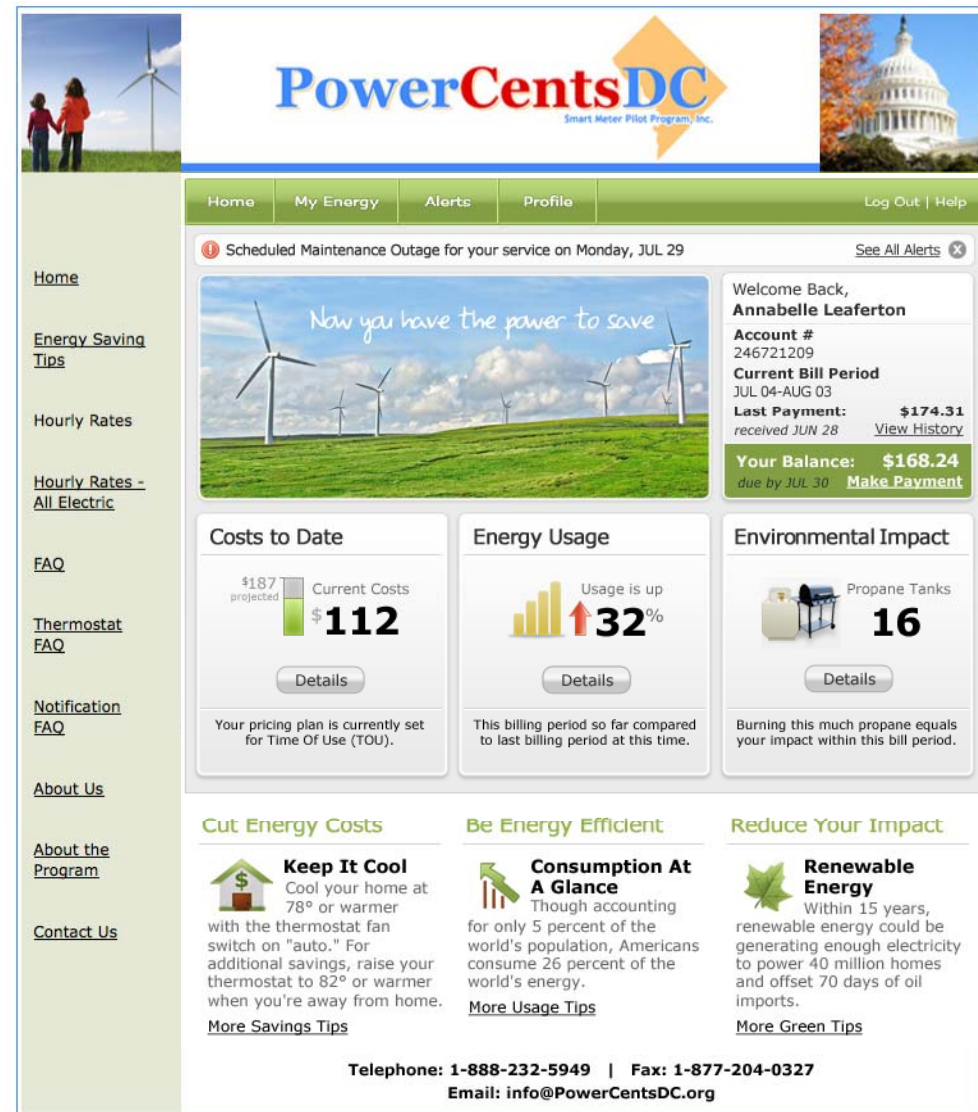 PowerCentsDC
Smart Meter Pilot Program, Inc.
Home
My Energy
Alerts
Profile
Log Out | Help
Scheduled Maintenance Outage for your service on Monday, JUL 29
See All Alerts
Home
Energy Saving
Tips
Hourly Rates
Hourly Rates -
All Electric
FAQ
Thermostat
FAQ
Notification
FAQ
About Us
About the
Program
Contact Us
Now you have the power to save
Welcome Back,
Annabelle Leaferton
Account #
246721209
Current Bill Period
JUL 04-AUG 03
Last Payment: $174.31
received JUN 28 View History
Your Balance: $168.24
due by JUL 30 Make Payment
Costs to Date
$187
projected
Current Costs
$112
Details
Your pricing plan is currently set
for Time Of Use (TOU).
Energy Usage
Usage is up
32%
Details
This billing period so far compared
to last billing period at this time.
Environmental Impact
Propane Tanks
16
Details
Burning this much propane equals
your impact within this bill period.
Cut Energy Costs
Keep It Cool
Cool your home at
78° or warmer
with the thermostat fan
switch on "auto." For
additional savings, raise your
thermostat to 82° or warmer
when you're away from home.
More Savings Tips
Be Energy Efficient
Consumption At
A Glance
Though accounting
for only 5 percent of the
world's population, Americans
consume 26 percent of the
world's energy.
More Usage Tips
Reduce Your Impact
Renewable
Energy
Within 15 years,
renewable energy could be
generating enough electricity
to power 40 million homes
and offset 70 days of oil
imports.
More Green Tips
Telephone: 1-888-232-5949 | Fax: 1-877-204-0327
Email: info@PowerCentsDC.org